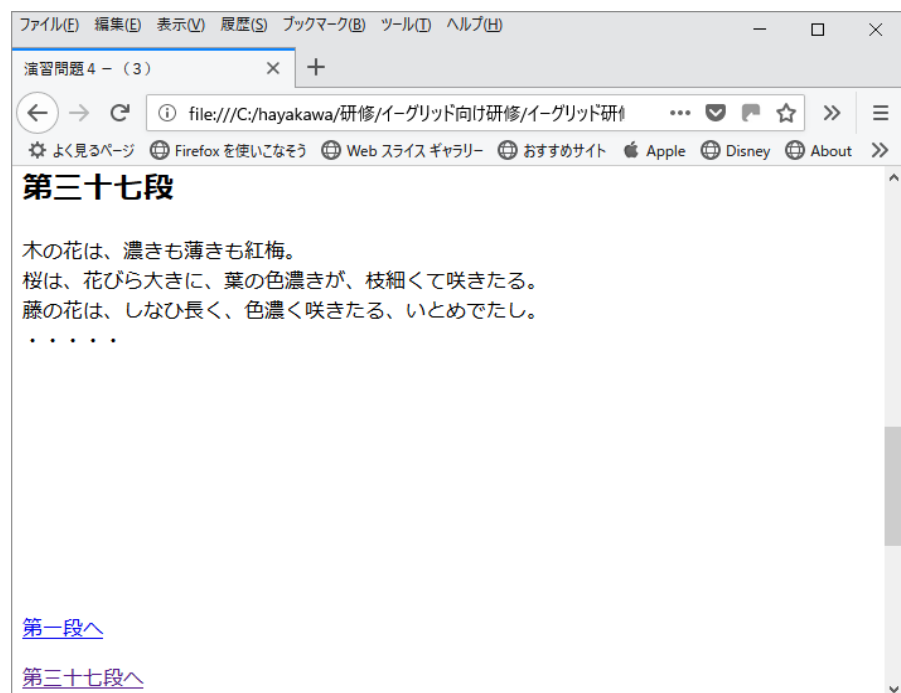 ファイル(F) 編集(E) 表示(V) 履歴(S) ブックマーク(B) ツール(T) ヘルプ(H)
演習問題4－（3）
file:///C:/hayakawa/研修/イーグリッド向け研修/イーグリッド研
よく見るページ Firefox を使いこなそう Web スライス ギャラリー おすすめサイト Apple Disney About
第三十七段
木の花は、濃きも薄きも紅梅。
桜は、花びら大きに、葉の色濃きが、枝細くて咲きたる。
藤の花は、しなひ長く、色濃く咲きたる、いとめでたし。
・・・・・
第一段へ
第三十七段へ